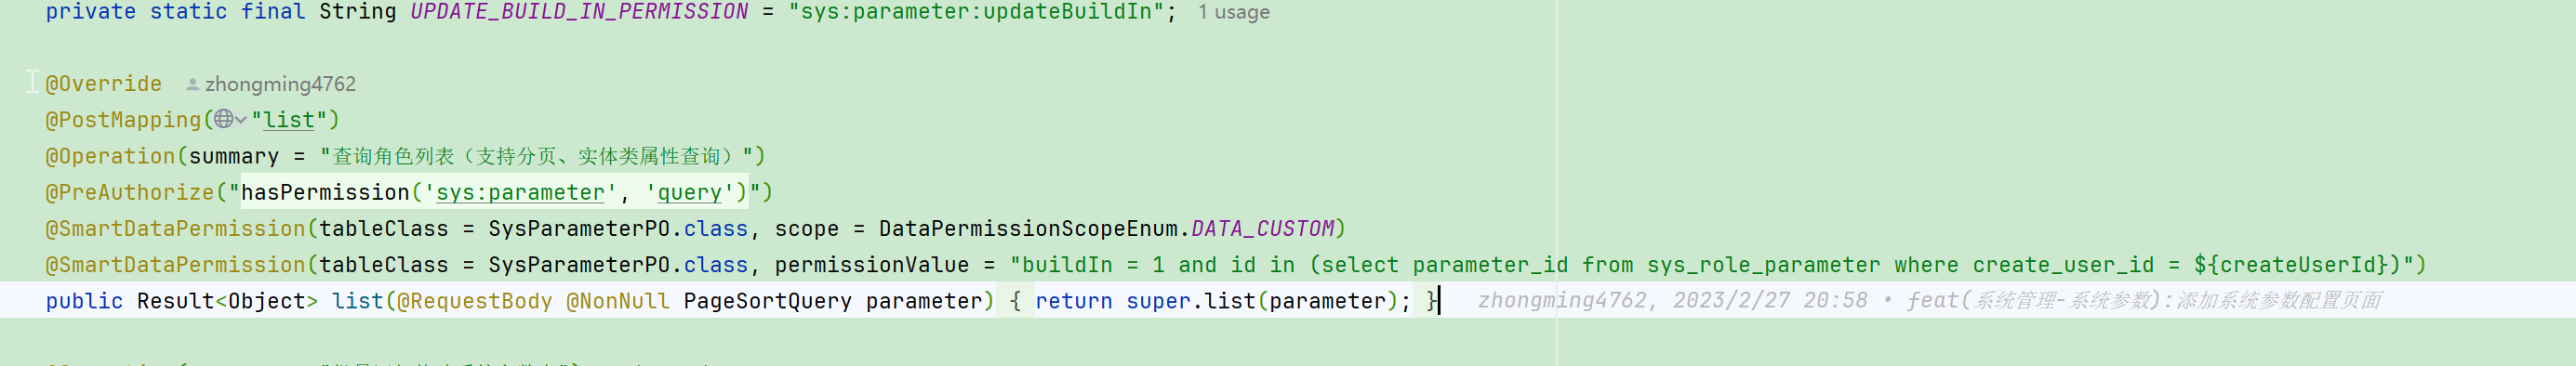 private static final String UPDATE_BUILD_IN_PERMISSION = "sys:parameter:updateBuildIn"; 1 usage
@Override zhongming4762
@PostMapping("list")
@Operation(summary = "查询角色列表（支持分页、实体类属性查询）")
@PreAuthorize("hasPermission('sys:parameter', 'query')")
@SmartDataPermission(tableClass = SysParameterPO.class, scope = DataPermissionScopeEnum.DATA_CUSTOM)
@SmartDataPermission(tableClass = SysParameterPO.class, permissionValue = "buildIn = 1 and id in (select parameter_id from sys_role_parameter where create_user_id = ${createUserId})")
public Result<Object> list(@RequestBody @NonNull PageSortQuery parameter) { return super.list(parameter); } zhongming4762, 2023/2/27 20:58 • feat(系统管理-系统参数):添加系统参数配置页面